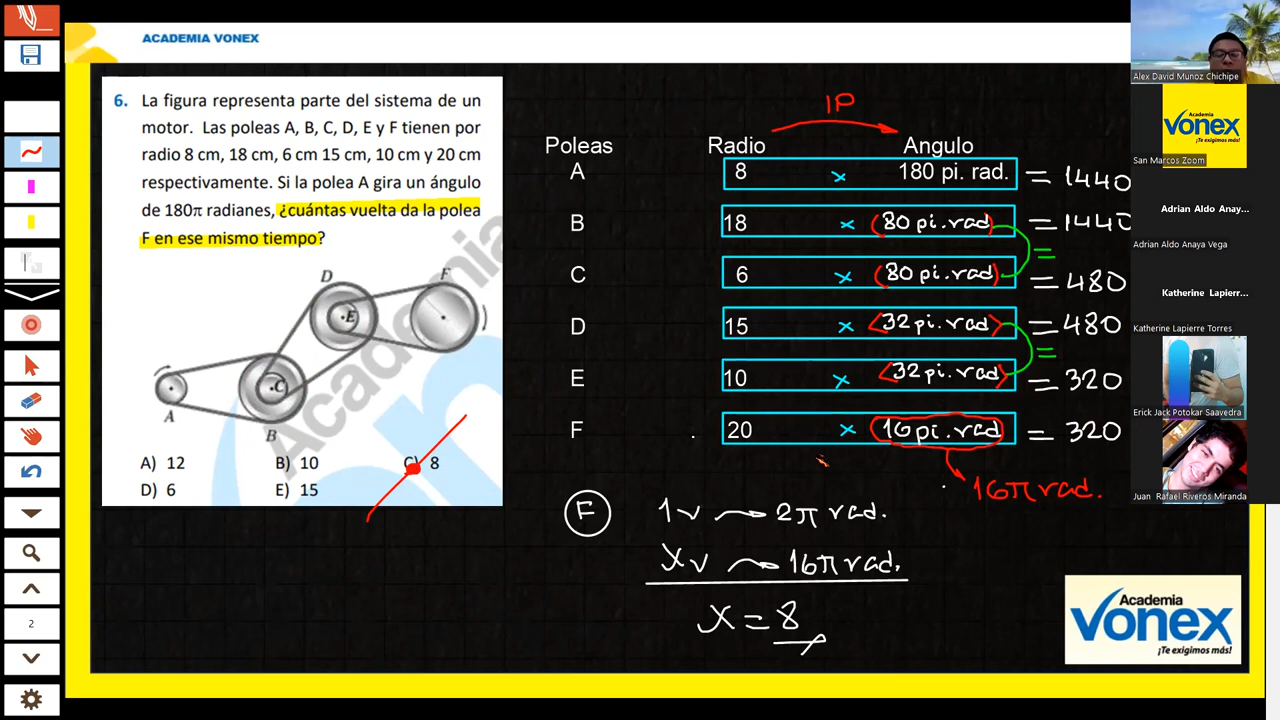 ACADEMIA VONEX
6. La figura representa parte del sistema de un
motor. Las poleas A, B, C, D, E y F tienen por
radio 8 cm, 18 cm, 6 cm 15 cm, 10 cm y 20 cm
respectivamente. Si la polea A gira un ángulo
de 180π radianes, ¿cuántas vuelta da la polea
F en ese mismo tiempo?
D
F
E
C
A
B
A) 12 B) 10 C) 8
D) 6 E) 15
Academia
IP
Poleas Radio Angulo
A 8 × 180 pi. rad. = 1440
B 18 × (80 pi.rad) = 1440
=
C 6 × (80 pi.rad) = 480
D 15 × (32 pi.rad) = 480
=
E 10 × (32 pi.rad) = 320
F 20 × 16 pi.rad = 320
16π rad.
F 1v → 2π rad.
Xv → 16π rad.
X = 8
Academia
Vonex
¡Te exigimos más!
Alex David Munoz Chichipe
Academia
Vonex
¡Te exigimos más!
San Marcos Zoom
Adrian Aldo Anay...
Adrian Aldo Anaya Vega
Katherine Lapierr...
Katherine Lapierre Torres
Erick Jack Potokar Saavedra
Juan Rafael Riveros Miranda
2